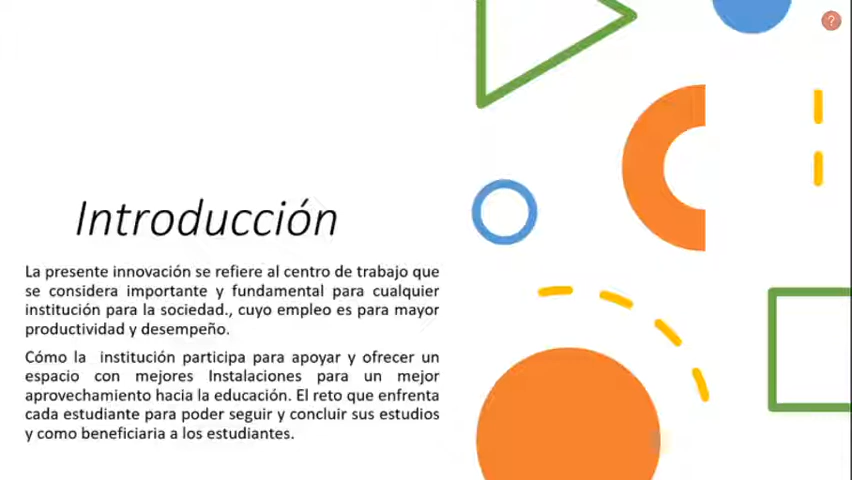 ?
Introducción
La presente innovación se refiere al centro de trabajo que
se considera importante y fundamental para cualquier
institución para la sociedad., cuyo empleo es para mayor
productividad y desempeño.
Cómo la institución participa para apoyar y ofrecer un
espacio con mejores Instalaciones para un mejor
aprovechamiento hacia la educación. El reto que enfrenta
cada estudiante para poder seguir y concluir sus estudios
y como beneficiaria a los estudiantes.